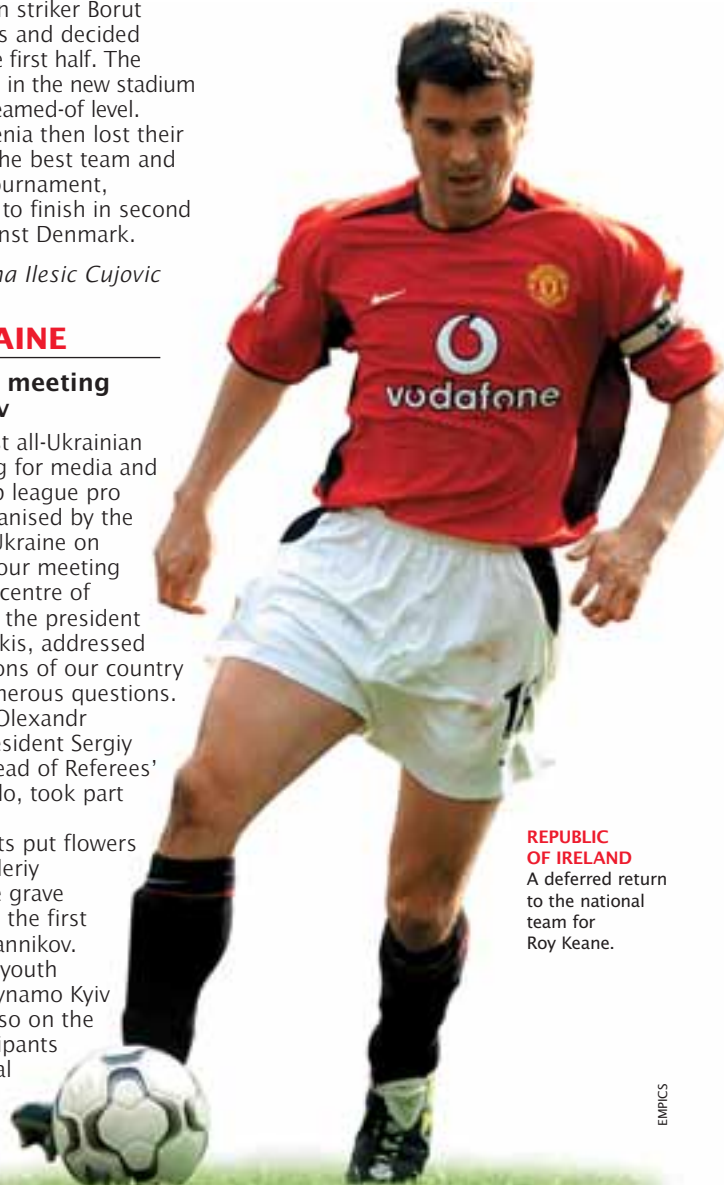 n striker Borut
s and decided
e first half. The
in the new stadium
eamed-of level.
enia then lost their
he best team and
ournament,
to finish in second
nst Denmark.
na Ilesic Cujovic
AINE
meeting
v
st all-Ukrainian
g for media and
p league pro
anised by the
Ukraine on
our meeting
centre of
the president
kis, addressed
ons of our country
nerous questions.
Olexandr
esident Sergiy
ead of Referees'
lo, took part
ts put flowers
leriy
e grave
the first
annikov.
youth
ynamo Kyiv
so on the
ipants
al
vodafone
REPUBLIC
OF IRELAND
A deferred return
to the national
team for
Roy Keane.
EMPICS